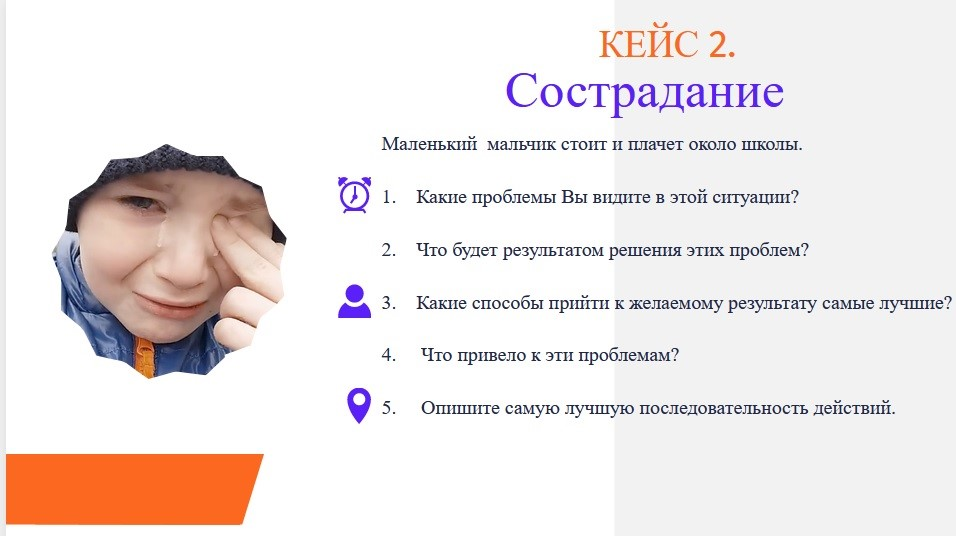 КЕЙС 2.
Сострадание
Маленький мальчик стоит и плачет около школы.
1. Какие проблемы Вы видите в этой ситуации?
2. Что будет результатом решения этих проблем?
3. Какие способы прийти к желаемому результату самые лучшие?
4. Что привело к эти проблемам?
5. Опишите самую лучшую последовательность действий.